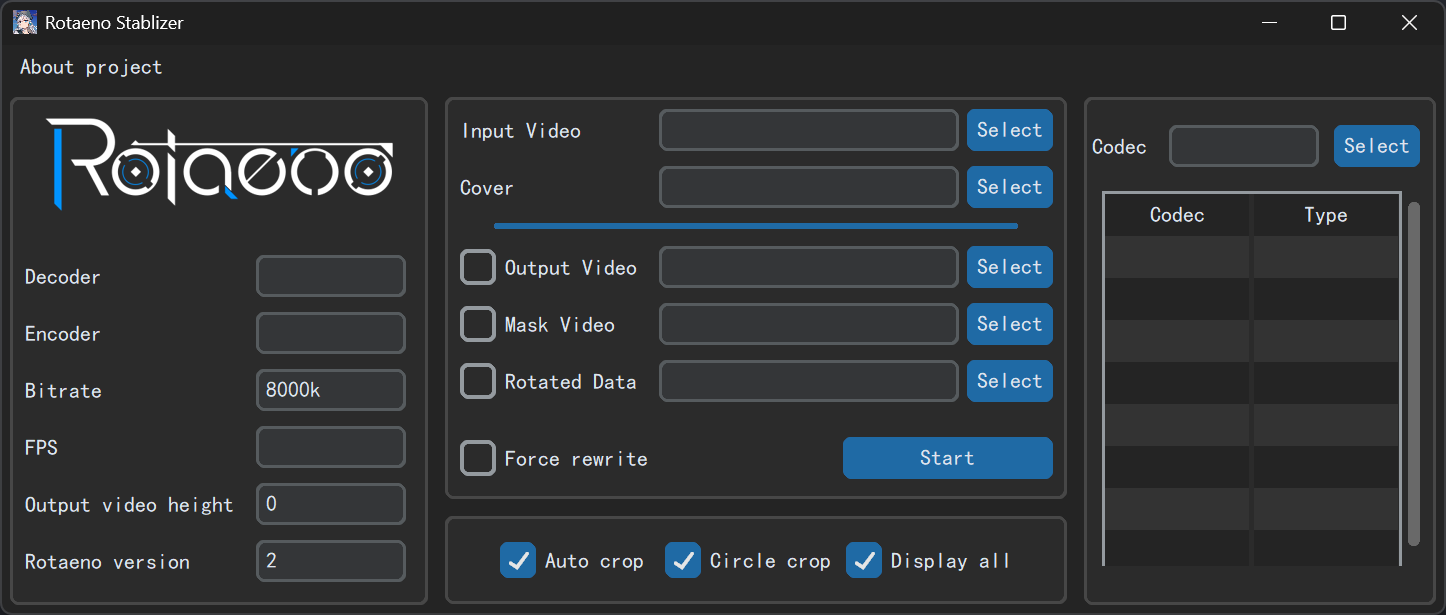 Rotaeno Stablizer
About project
Rotaeno
Decoder
Encoder
Bitrate 8000k
FPS
Output video height 0
Rotaeno version 2
Input Video Select
Cover Select
Output Video Select
Mask Video Select
Rotated Data Select
Force rewrite Start
Auto crop Circle crop Display all
Codec Select
Codec Type